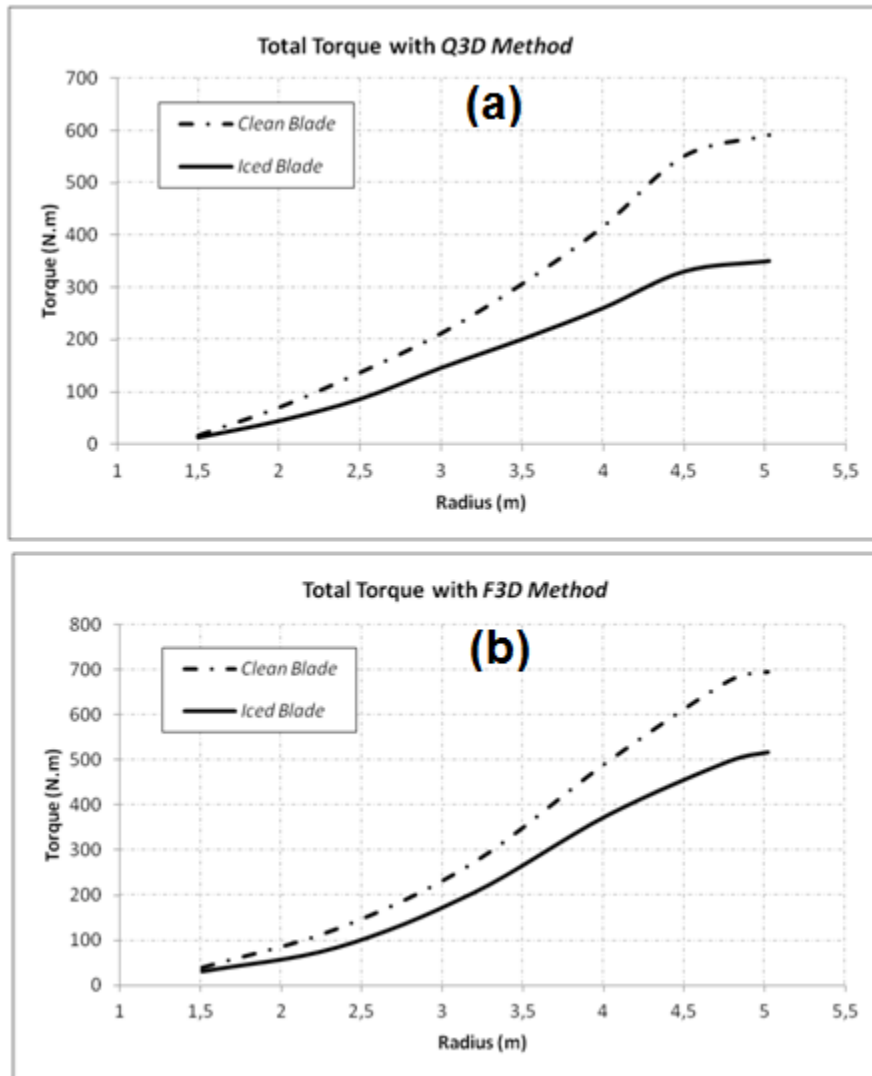 Total Torque with Q3D Method
(a)
700
600
500
400
300
200
100
0
Torque (N.m)
Clean Blade
Iced Blade
1 1,5 2 2,5 3 3,5 4 4,5 5 5,5
Radius (m)
Total Torque with F3D Method
(b)
800
700
600
500
400
300
200
100
0
Torque (N.m)
Clean Blade
Iced Blade
1 1,5 2 2,5 3 3,5 4 4,5 5 5,5
Radius (m)